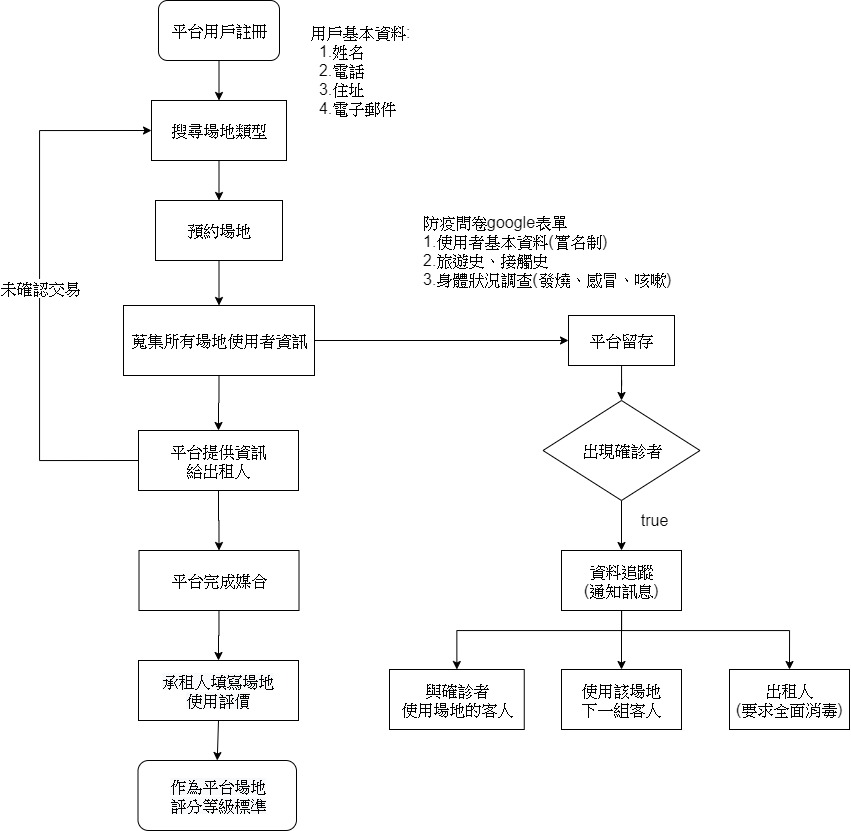 平台用戶註冊
用戶基本資料:
1.姓名
2.電話
3.住址
4.電子郵件
搜尋場地類型
預約場地
防疫問卷google表單
1.使用者基本資料(實名制)
2.旅遊史、接觸史
3.身體狀況調查(發燒、感冒、咳嗽)
未確認交易
蒐集所有場地使用者資訊
平台留存
平台提供資訊
給出租人
出現確診者
true
平台完成媒合
資料追蹤
(通知訊息)
承租人填寫場地
使用評價
與確診者
使用場地的客人
使用該場地
下一組客人
出租人
(要求全面消毒)
作為平台場地
評分等級標準